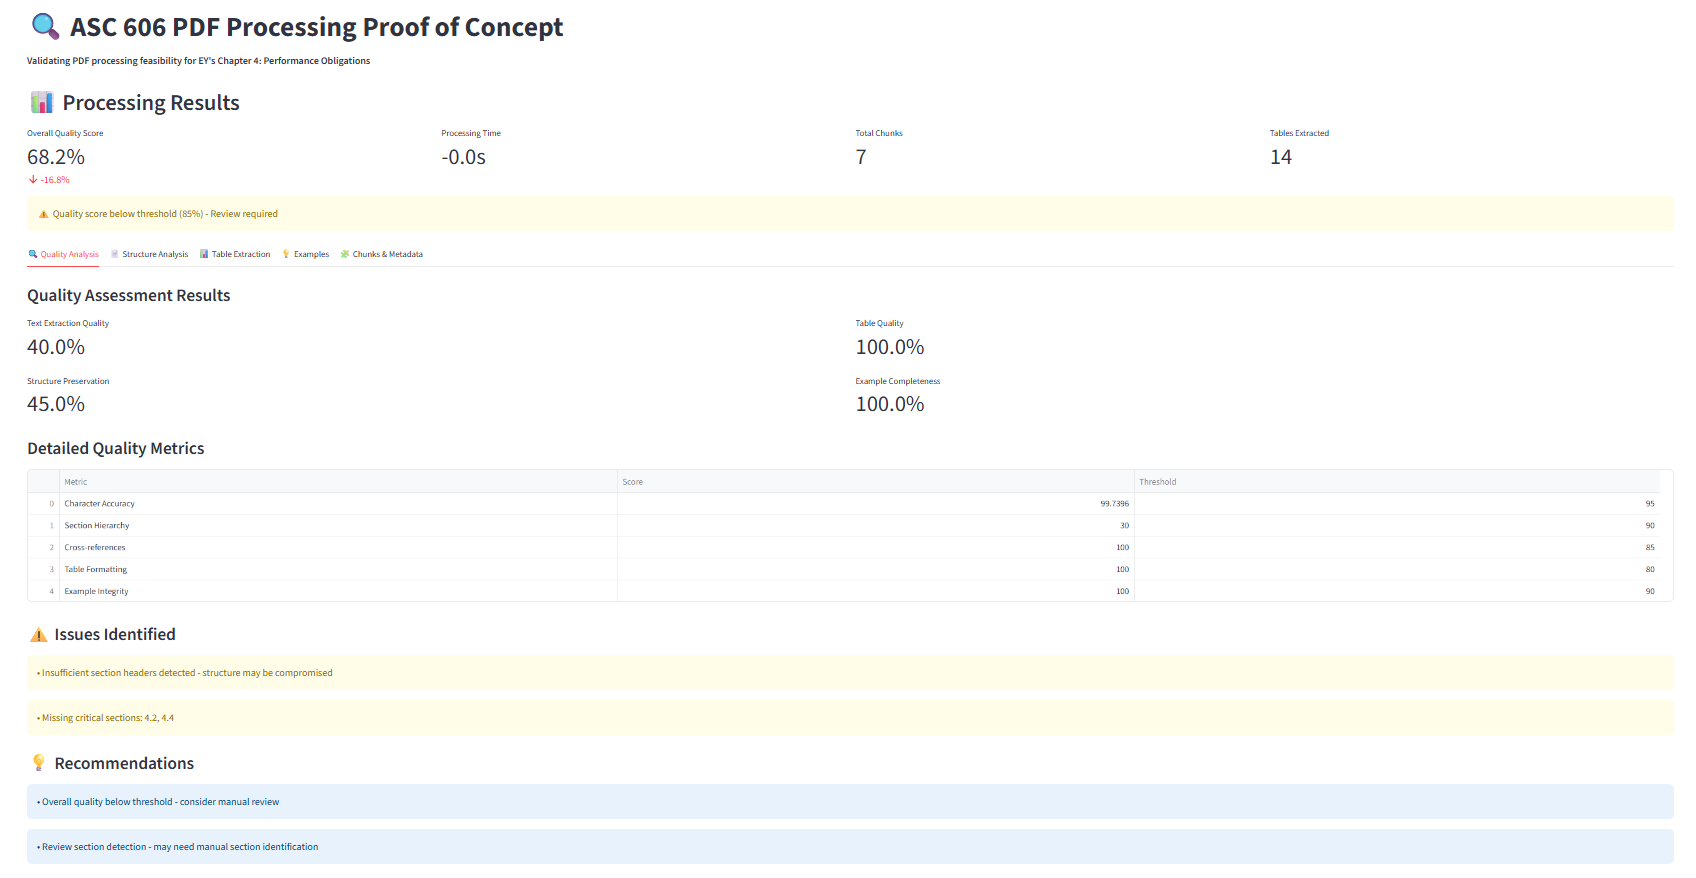 ASC 606 PDF Processing Proof of Concept
Validating PDF processing feasibility for EY's Chapter 4: Performance Obligations
Processing Results
Overall Quality Score
68.2%
-16.8%
Processing Time
-0.0s
Total Chunks
7
Tables Extracted
14
Quality score below threshold (85%) - Review required
Quality Analysis Structure Analysis Table Extraction Examples Chunks & Metadata
Quality Assessment Results
Text Extraction Quality
40.0%
Table Quality
100.0%
Structure Preservation
45.0%
Example Completeness
100.0%
Detailed Quality Metrics
Metric Score Threshold
0 Character Accuracy 99.7396 95
1 Section Hierarchy 30 90
2 Cross-references 100 85
3 Table Formatting 100 80
4 Example Integrity 100 90
Issues Identified
• Insufficient section headers detected - structure may be compromised
• Missing critical sections: 4.2, 4.4
Recommendations
• Overall quality below threshold - consider manual review
• Review section detection - may need manual section identification